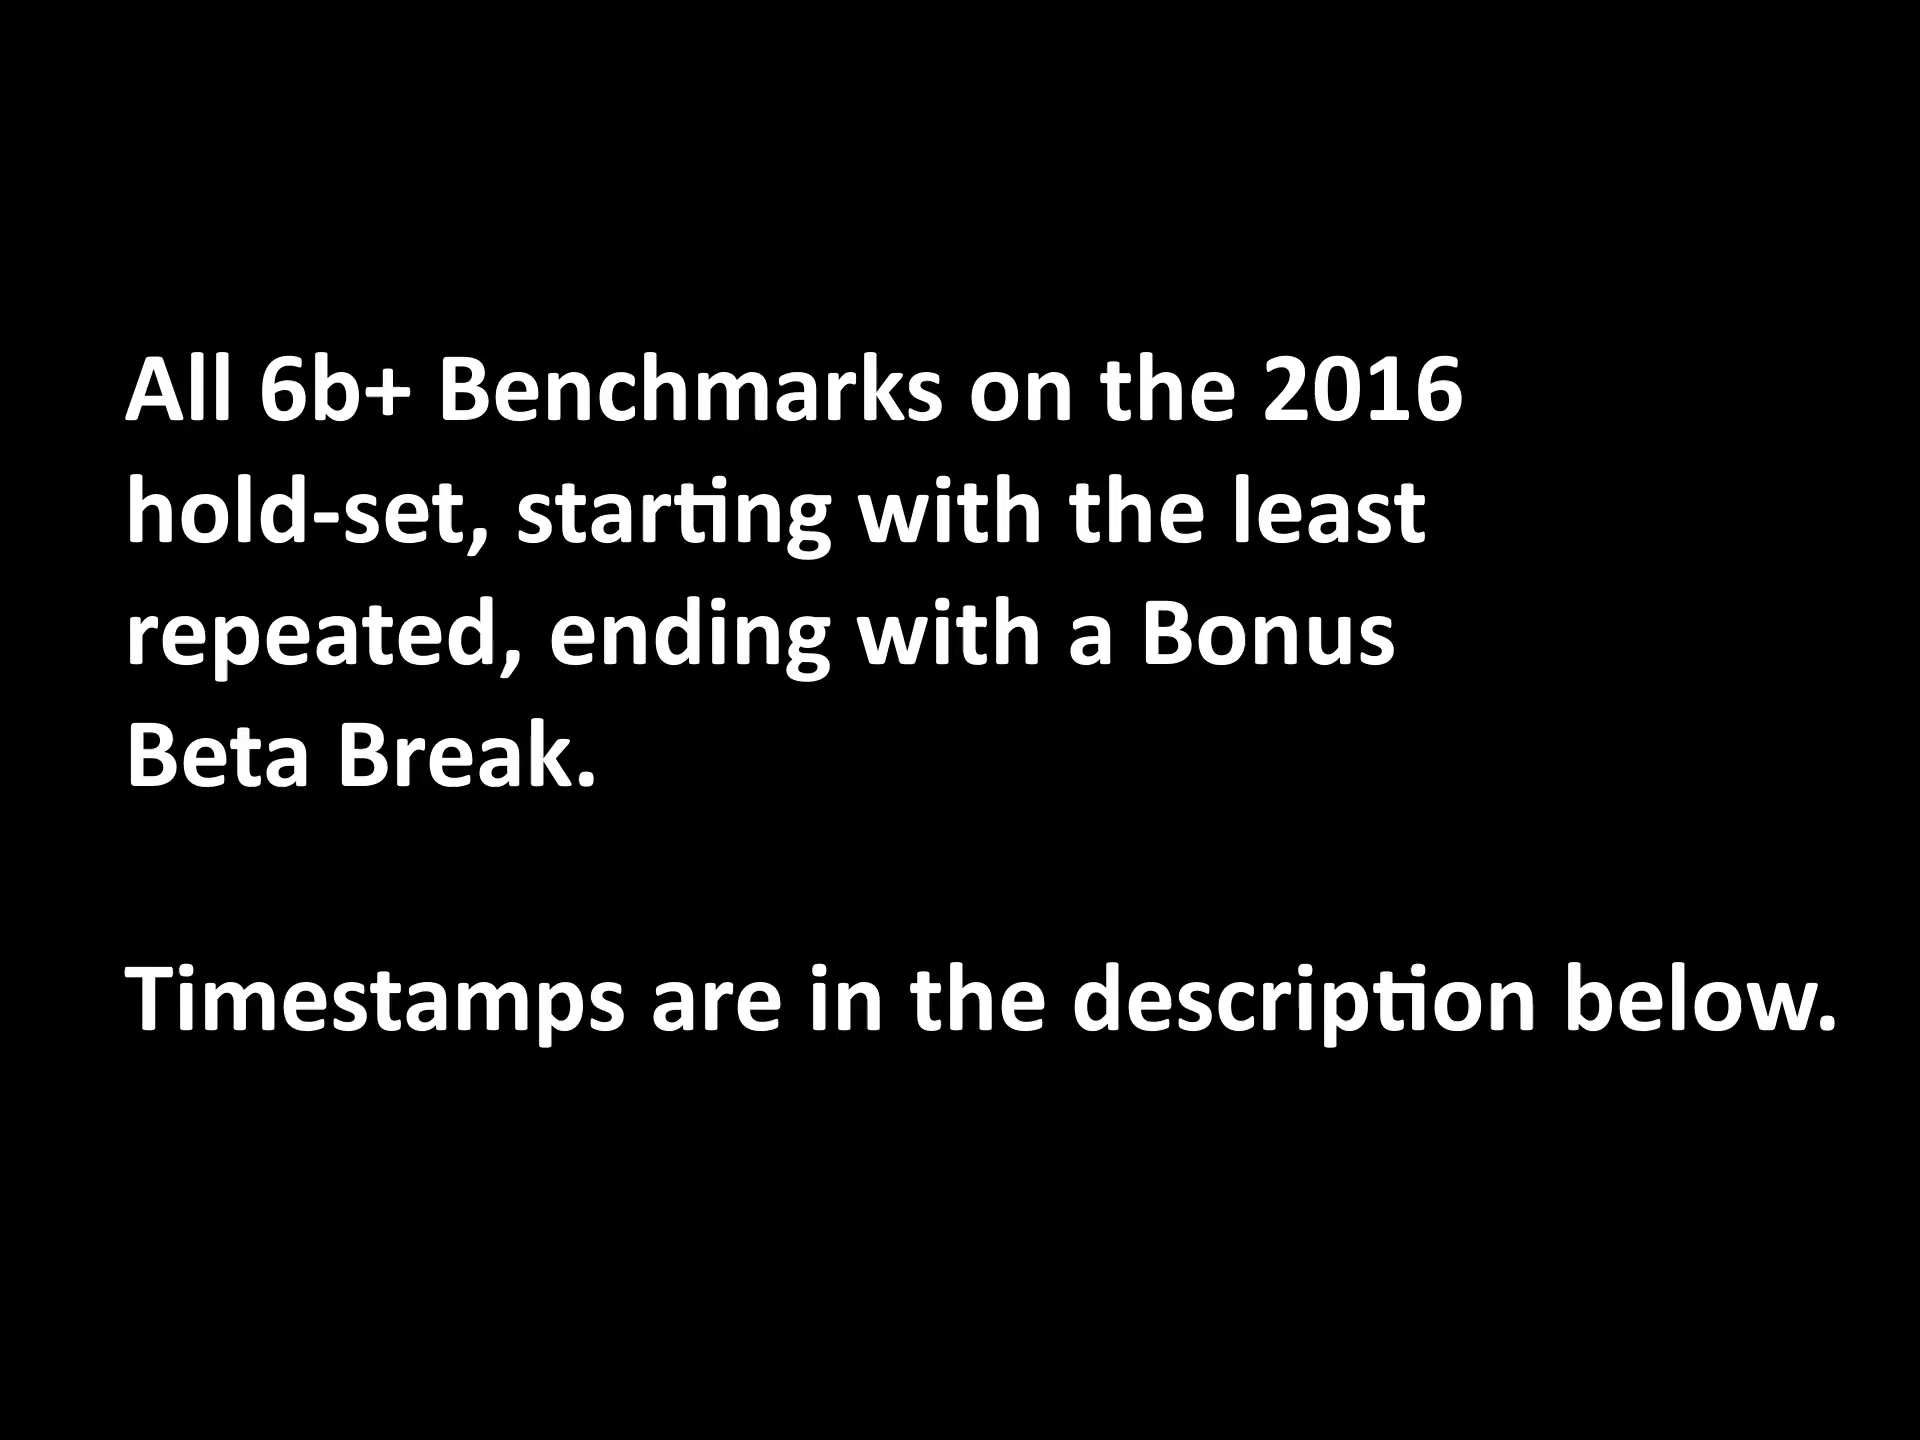 All 6b+ Benchmarks on the 2016
hold-set, starting with the least
repeated, ending with a Bonus
Beta Break.
Timestamps are in the description below.